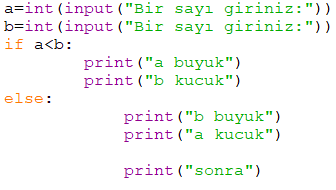 a=int(input("Bir sayı giriniz:"))
b=int(input("Bir sayı giriniz:"))
if a<b:
        print("a buyuk")
        print("b kucuk")
else:
            print("b buyuk")
            print("a kucuk")

            print("sonra")